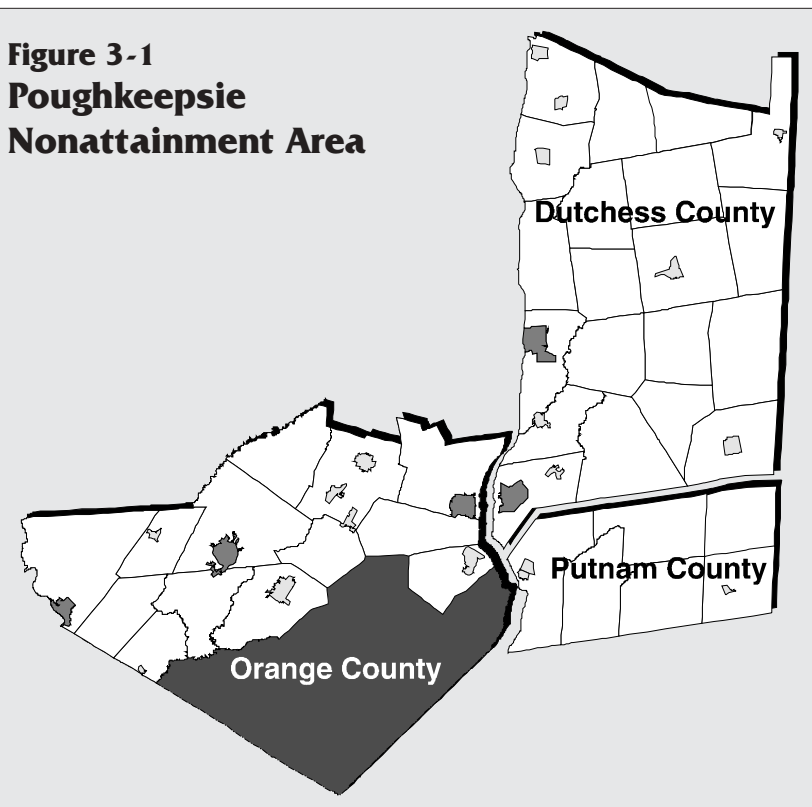 Figure 3-1
Poughkeepsie
Nonattainment Area
Dutchess County
Putnam County
Orange County